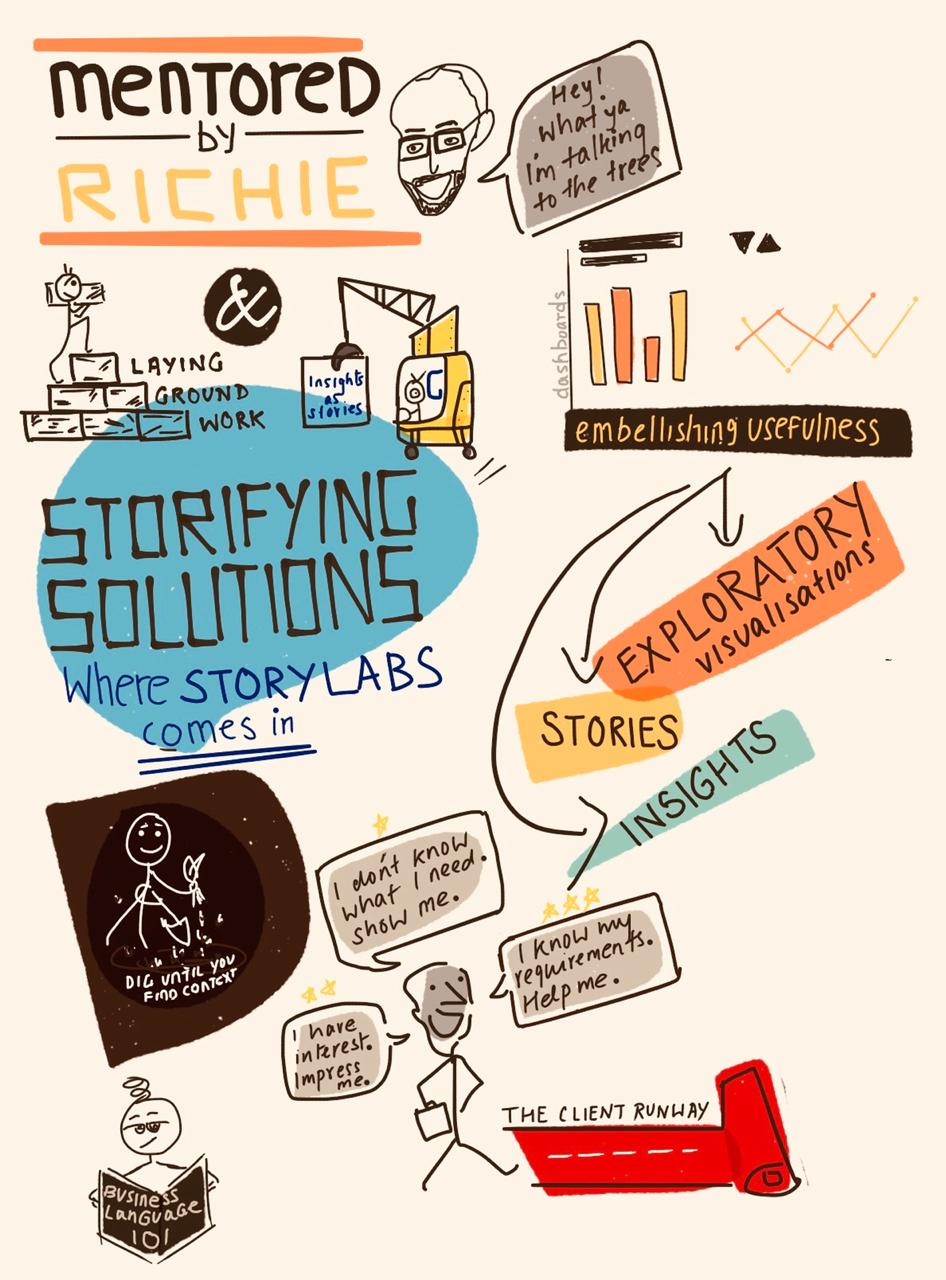 mentored
by
RICHIE
Hey!
what ya
I'm talking
to the trees
LAYING
GROUND
WORK
&
Insights
as
stories
G
dashboards
embellishing usefulness
STORIFYING
SOLUTIONS
Where STORYLABS
comes in
EXPLORATORY
visualisations
STORIES
INSIGHTS
DIG UNTIL YOU
FIND CONTEXT
I don't know
what I need.
show me.
I know my
requirements.
Help me.
I have
interest.
Impress
me.
THE CLIENT RUNWAY
BUSINESS
LANGUAGE
101